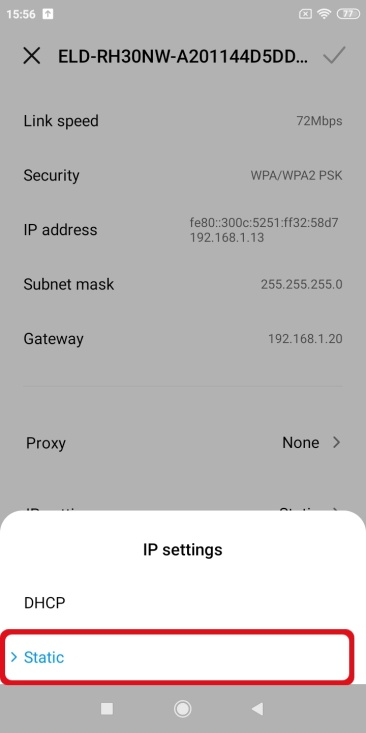 15:56
77
ELD-RH30NW-A201144D5DD...
Link speed
72Mbps
Security
WPA/WPA2 PSK
IP address
fe80::300c:5251:ff32:58d7
192.168.1.13
Subnet mask
255.255.255.0
Gateway
192.168.1.20
Proxy
None
IP settings
DHCP
Static